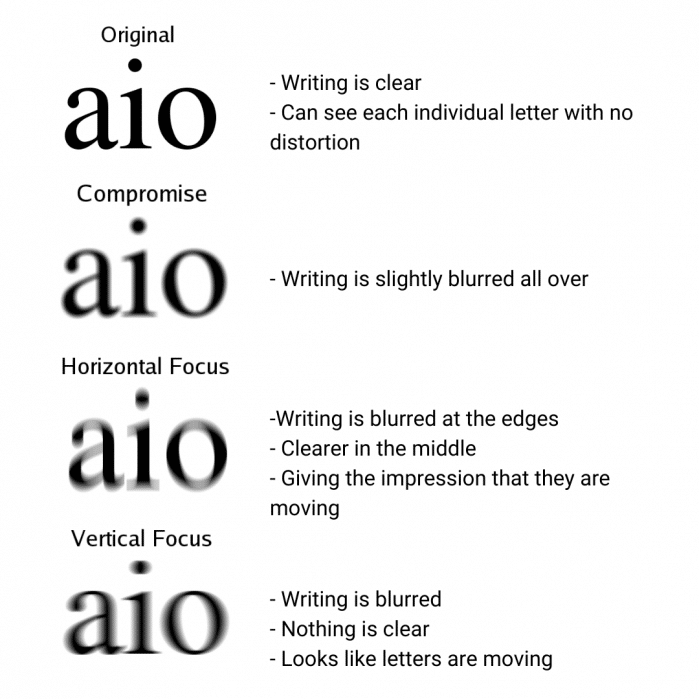 Original
aio
- Writing is clear
- Can see each individual letter with no
distortion
Compromise
aio
- Writing is slightly blurred all over
Horizontal Focus
aio
-Writing is blurred at the edges
- Clearer in the middle
- Giving the impression that they are
moving
Vertical Focus
aio
- Writing is blurred
- Nothing is clear
- Looks like letters are moving